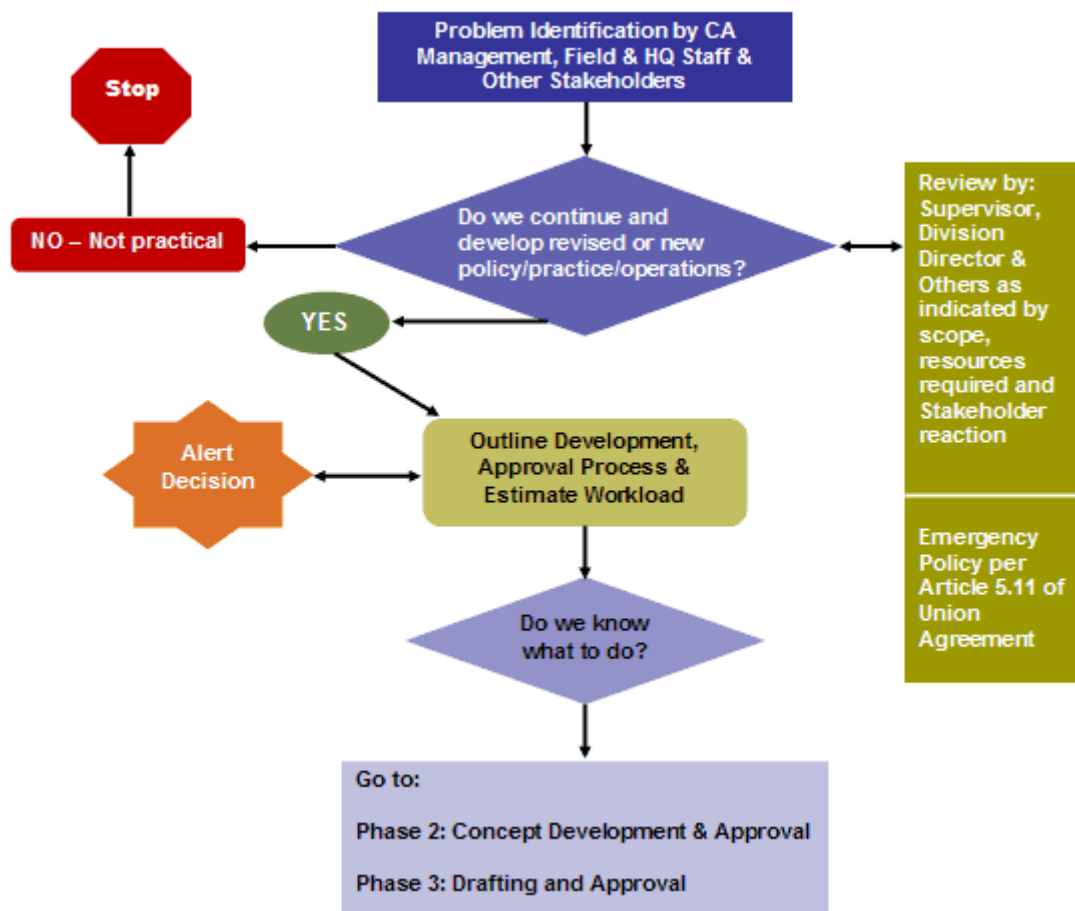 Problem Identification by CA
Management, Field & HQ Staff &
Other Stakeholders
Stop
Do we continue and
develop revised or new
policy/practice/operations?
NO – Not practical
Review by:
Supervisor,
Division
Director &
Others as
indicated by
scope,
resources
required and
Stakeholder
reaction
YES
Outline Development,
Approval Process &
Estimate Workload
Alert
Decision
Emergency
Policy per
Article 5.11 of
Union
Agreement
Do we know
what to do?
Go to:
Phase 2: Concept Development & Approval
Phase 3: Drafting and Approval